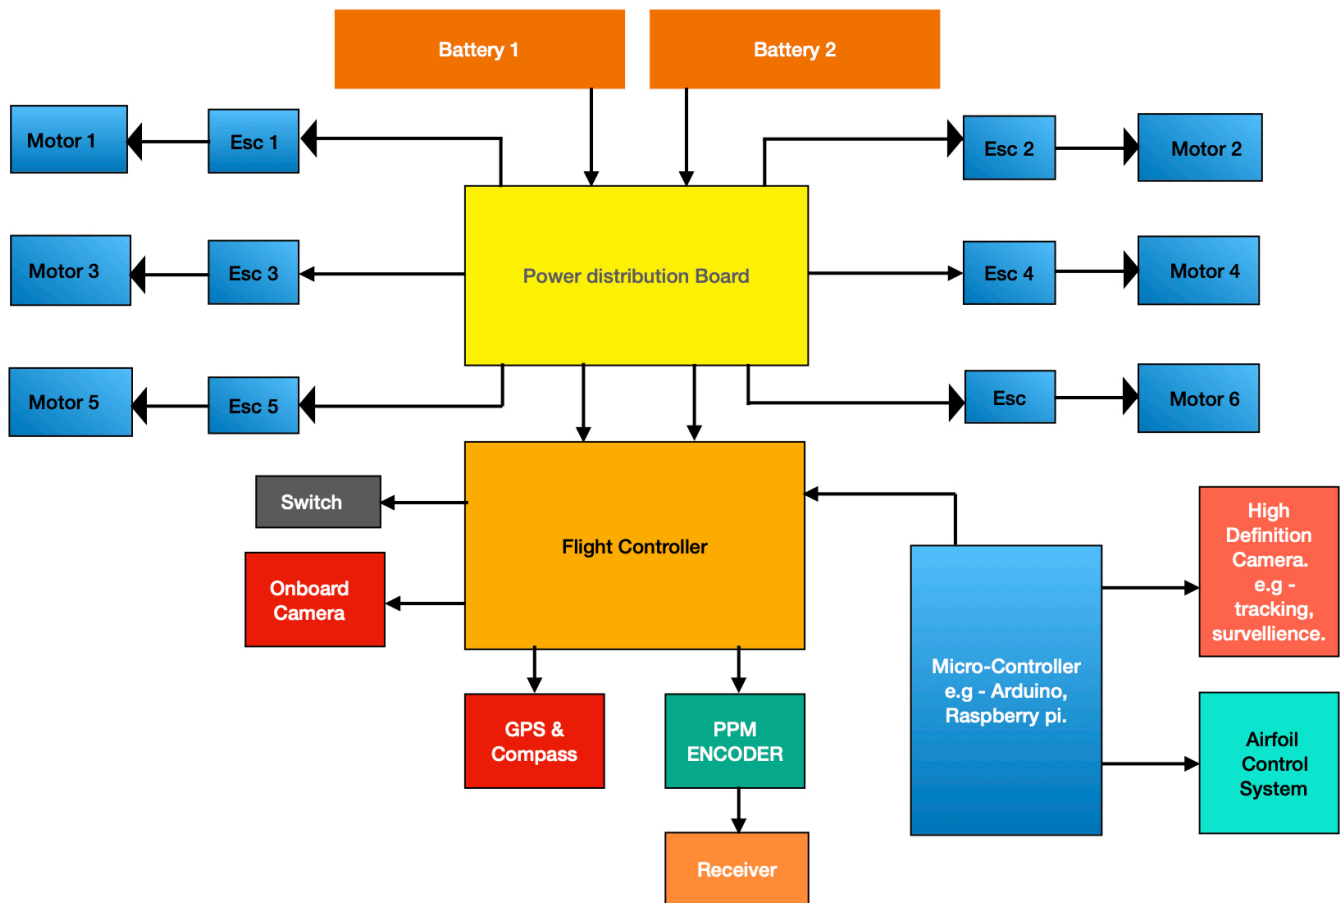 Battery 1
Battery 2
Motor 1
Esc 1
Esc 2
Motor 2
Motor 3
Esc 3
Power distribution Board
Esc 4
Motor 4
Motor 5
Esc 5
Esc
Motor 6
Switch
Flight Controller
Onboard
Camera
High
Definition
Camera.
e.g -
tracking,
survellience.
Micro-Controller
e.g - Arduino,
Raspberry pi.
GPS &
Compass
PPM
ENCODER
Airfoil
Control
System
Receiver